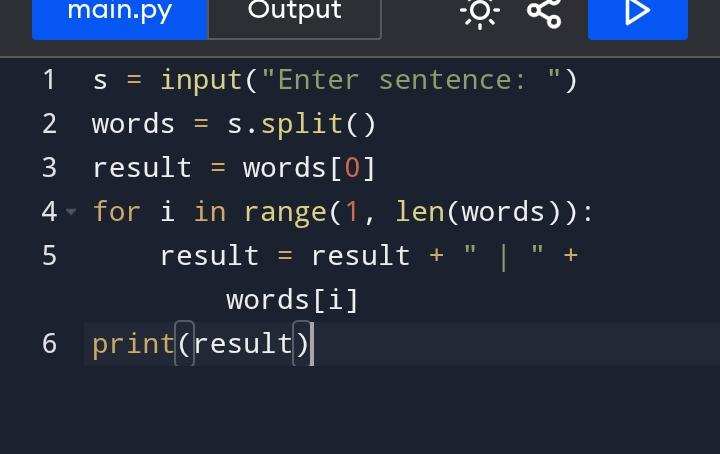 main.py Output
1 s = input("Enter sentence: ")
2 words = s.split()
3 result = words[0]
4 for i in range(1, len(words)):
5     result = result + " | " +
        words[i]
6 print(result)